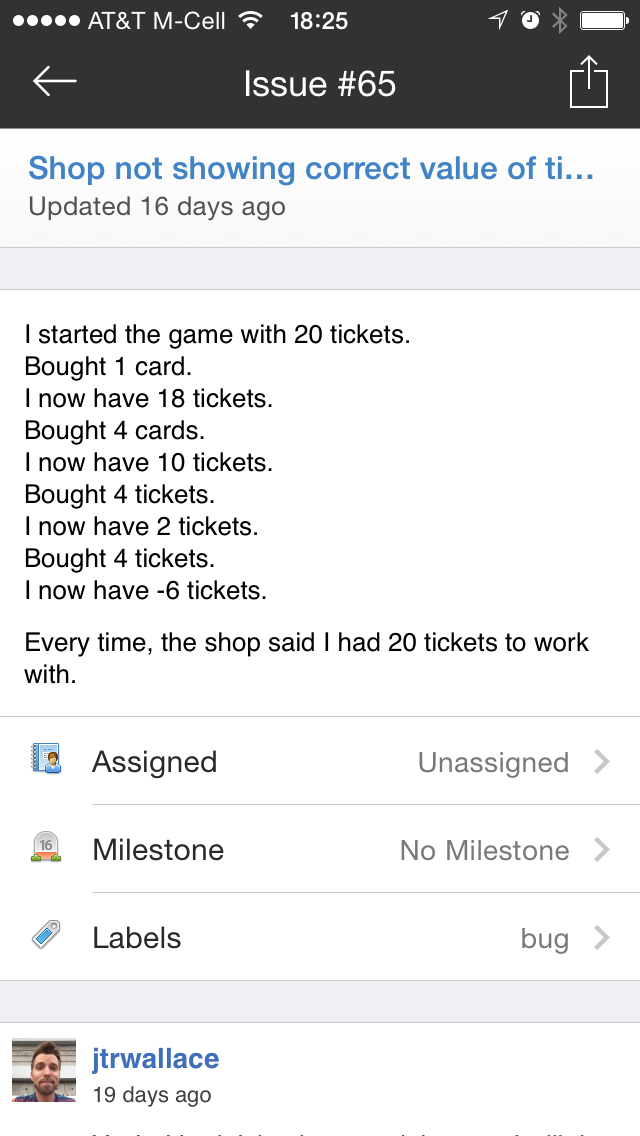 AT&T M-Cell 18:25
Issue #65
Shop not showing correct value of ti...
Updated 16 days ago
I started the game with 20 tickets.
Bought 1 card.
I now have 18 tickets.
Bought 4 cards.
I now have 10 tickets.
Bought 4 tickets.
I now have 2 tickets.
Bought 4 tickets.
I now have -6 tickets.
Every time, the shop said I had 20 tickets to work
with.
Assigned Unassigned
16
Milestone No Milestone
Labels bug
jtrwallace
19 days ago